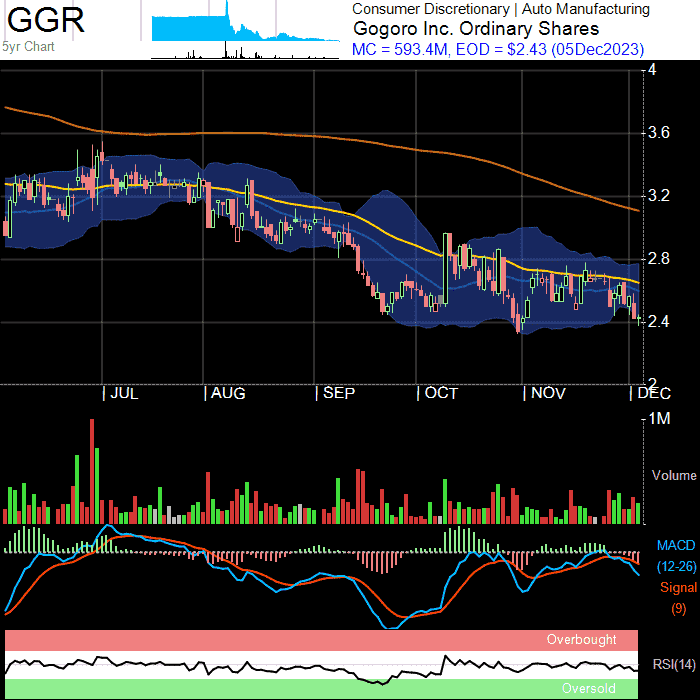 GGR
5yr Chart
Consumer Discretionary | Auto Manufacturing
Gogoro Inc. Ordinary Shares
MC = 593.4M, EOD = $2.43 (05Dec2023)
4
3.6
3.2
2.8
2.4
2
JUL AUG SEP OCT NOV DEC
1M
Volume
MACD
(12-26)
Signal
(9)
Overbought
RSI(14)
Oversold